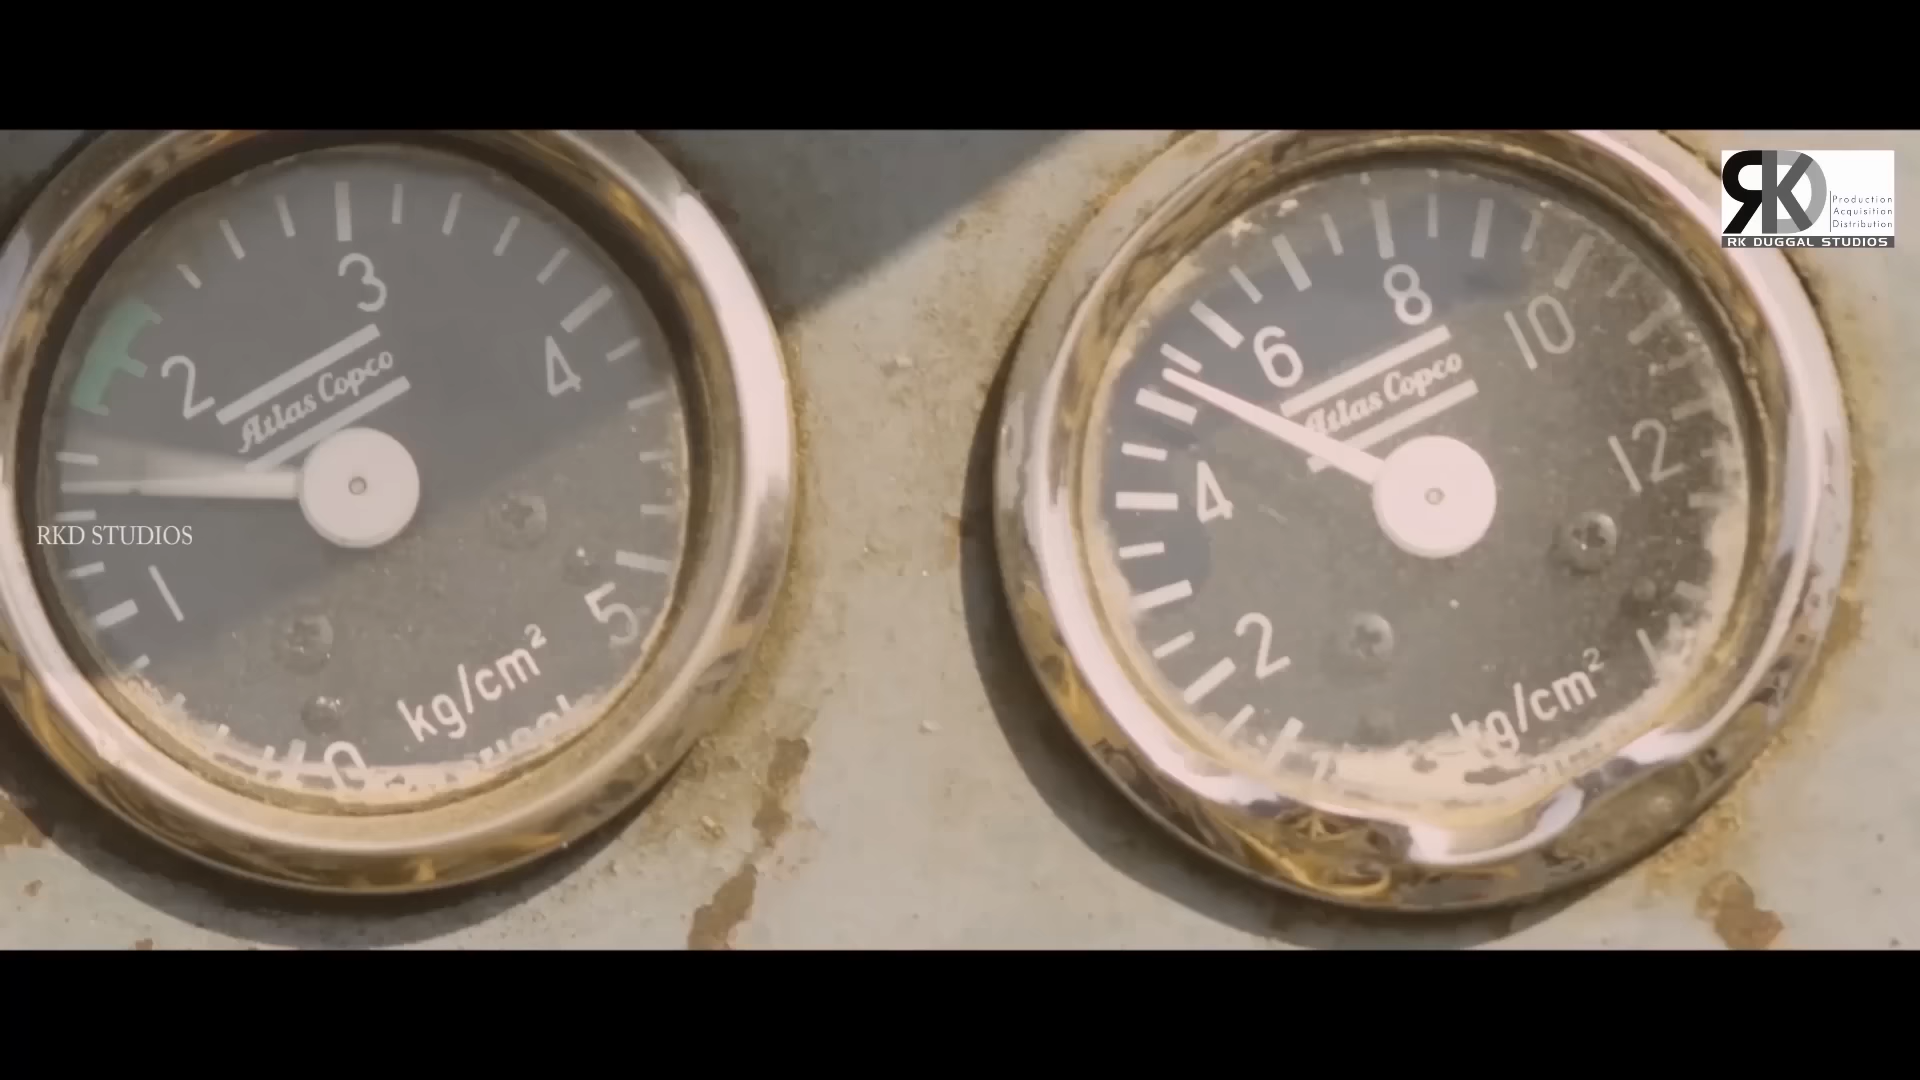 3
2
4
Atlas Copco
1
5
0
kg/cm²
8
6
10
Atlas Copco
4
12
2
kg/cm²
RKD STUDIOS
RK
Production
Acquisition
Distribution
RK DUGGAL STUDIOS